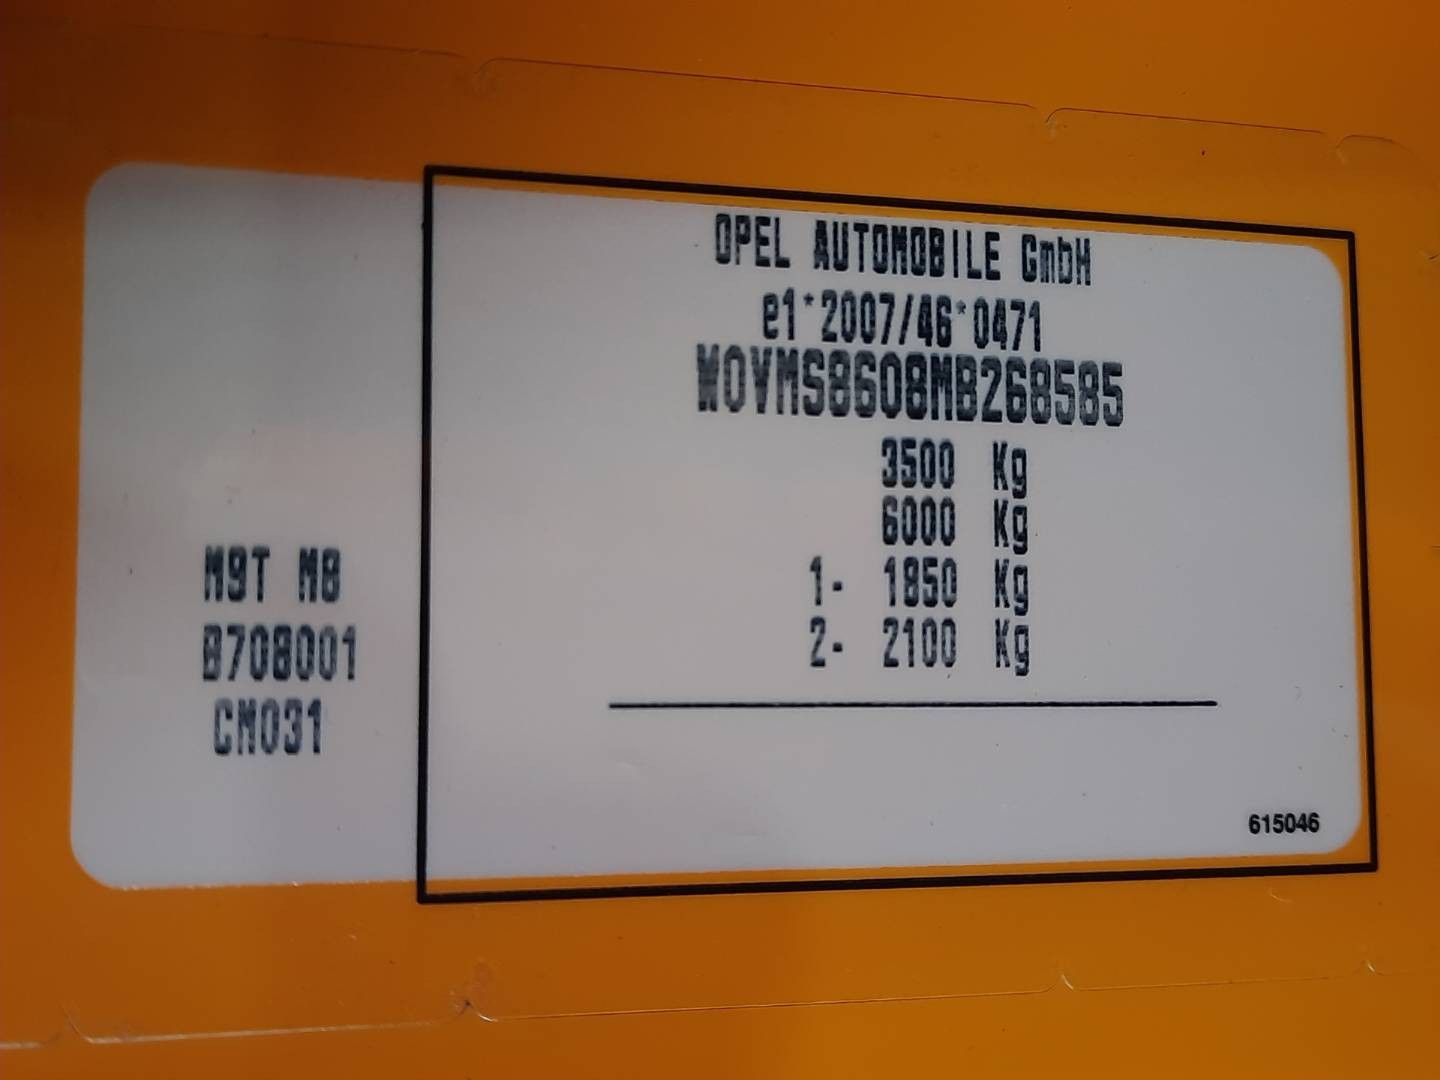 OPEL AUTOMOBILE GmbH
e1*2007/46*0471
W0VMS8608MB268585
3500 Kg
6000 Kg
1- 1850 Kg
2- 2100 Kg
M9T M8
B708001
CM031
615046